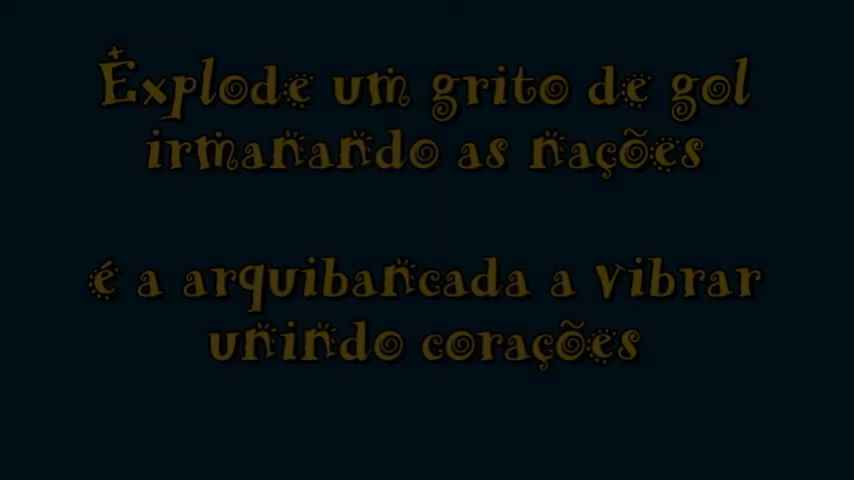 Explode um grito de gol
irmanando as nações
é a arquibancada a vibrar
unindo corações